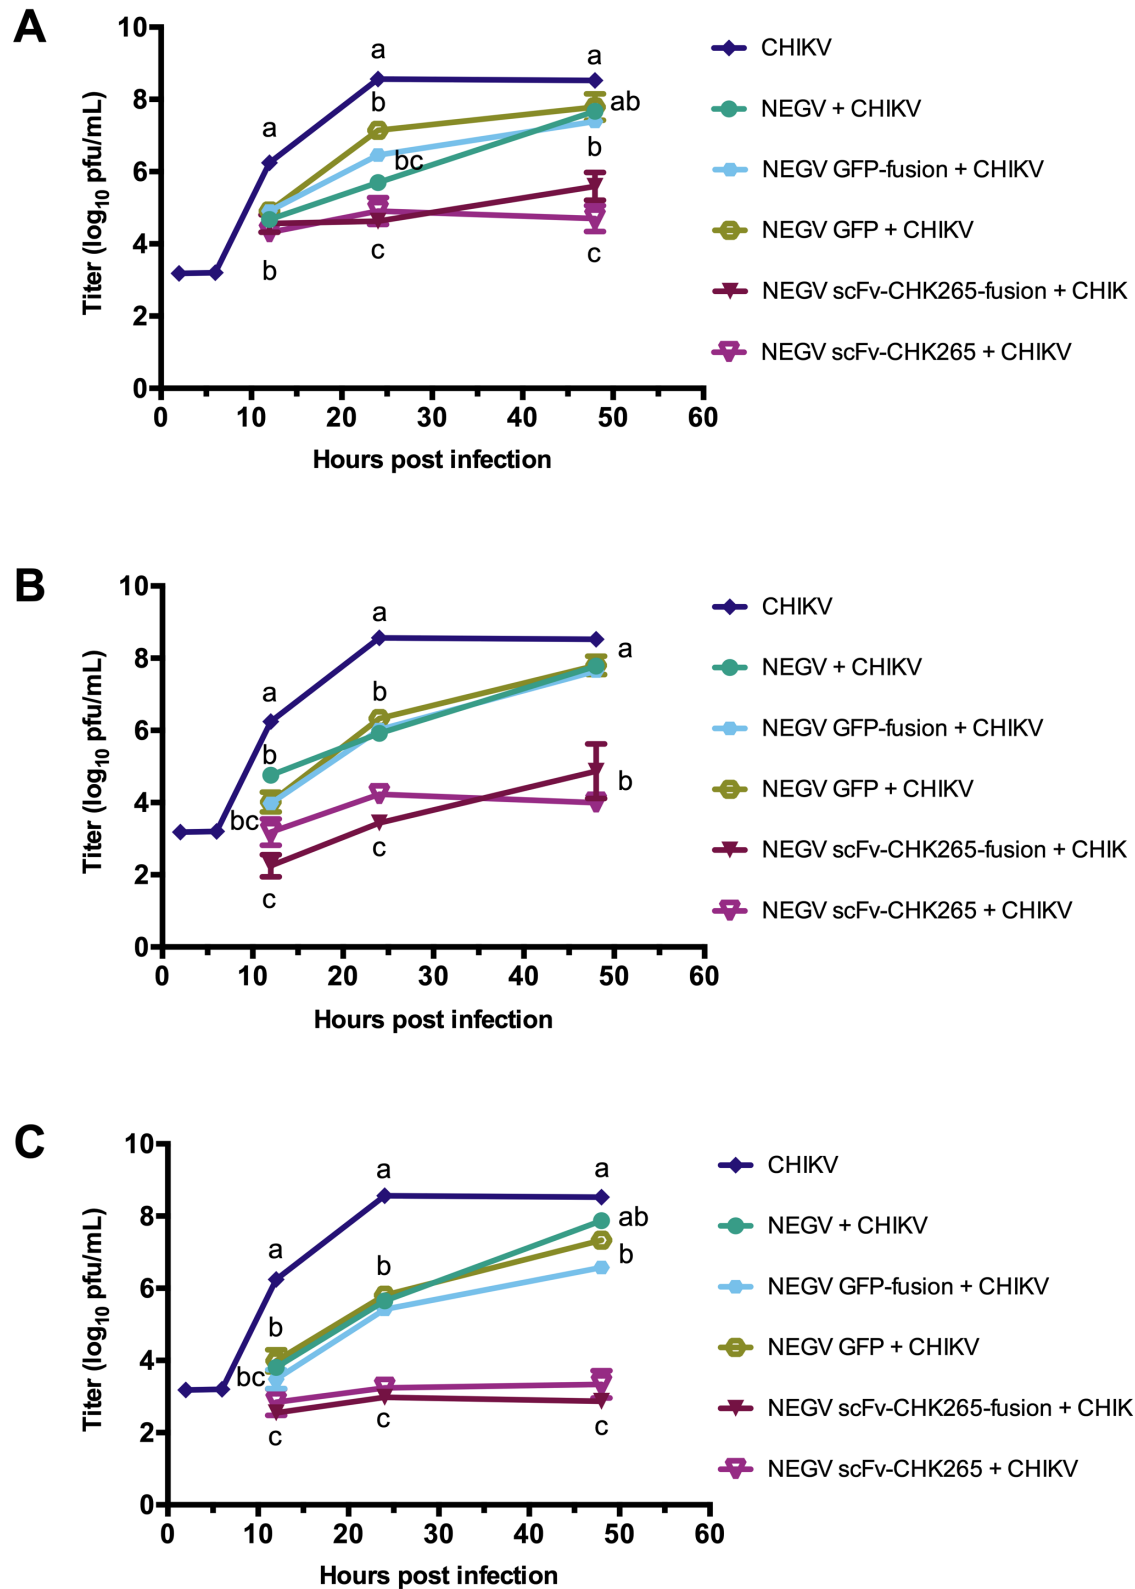 A
Titer (log10 pfu/mL)
10
8
6
4
2
0
0 10 20 30 40 50 60
Hours post infection
a
a
a
b
ab
bc
b
b
c
c
CHIKV
NEGV + CHIKV
NEGV GFP-fusion + CHIKV
NEGV GFP + CHIKV
NEGV scFv-CHK265-fusion + CHIK
NEGV scFv-CHK265 + CHIKV
B
Titer (log10 pfu/mL)
10
8
6
4
2
0
0 10 20 30 40 50 60
Hours post infection
a
a
a
b
b
bc
b
c
c
CHIKV
NEGV + CHIKV
NEGV GFP-fusion + CHIKV
NEGV GFP + CHIKV
NEGV scFv-CHK265-fusion + CHIK
NEGV scFv-CHK265 + CHIKV
C
Titer (log10 pfu/mL)
10
8
6
4
2
0
0 10 20 30 40 50 60
Hours post infection
a
a
a
ab
b
b
b
bc
c
c
c
CHIKV
NEGV + CHIKV
NEGV GFP-fusion + CHIKV
NEGV GFP + CHIKV
NEGV scFv-CHK265-fusion + CHIK
NEGV scFv-CHK265 + CHIKV